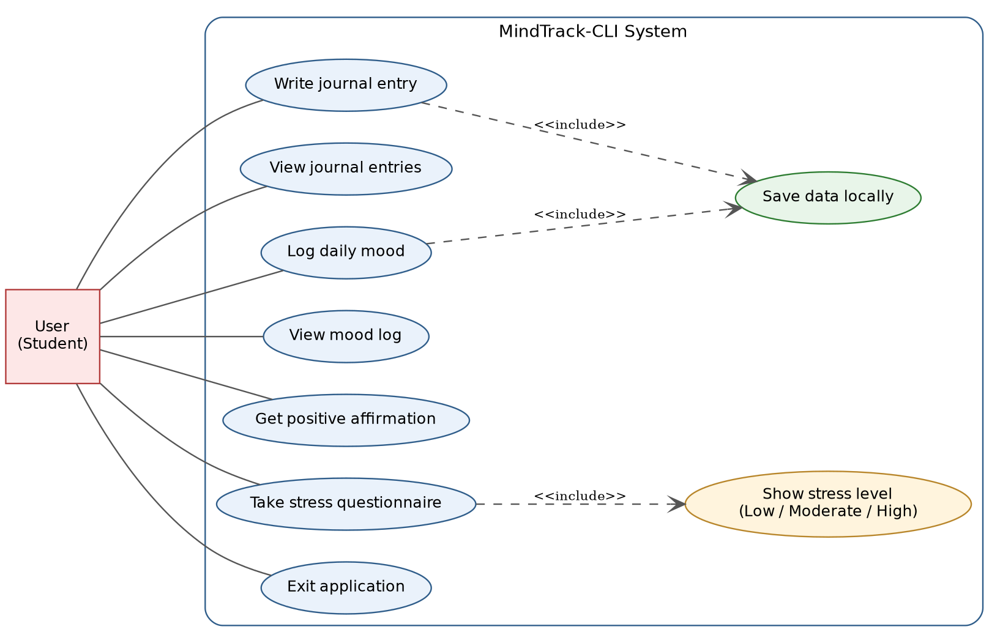 MindTrack-CLI System
Write journal entry
<<include>>
View journal entries
Save data locally
<<include>>
Log daily mood
User
(Student)
View mood log
Get positive affirmation
Take stress questionnaire
<<include>>
Show stress level
(Low / Moderate / High)
Exit application